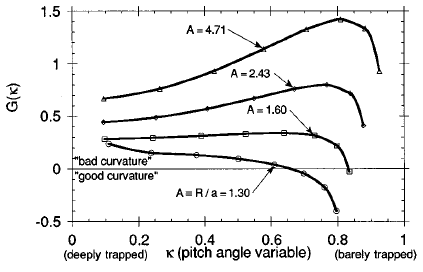 1.5
A = 4.71
1
A = 2.43
G(κ)
0.5
A = 1.60
"bad curvature"
0
"good curvature"
A = R / a = 1.30
-0.5
0 0.2 0.4 0.6 0.8 1
(deeply trapped) κ (pitch angle variable) (barely trapped)